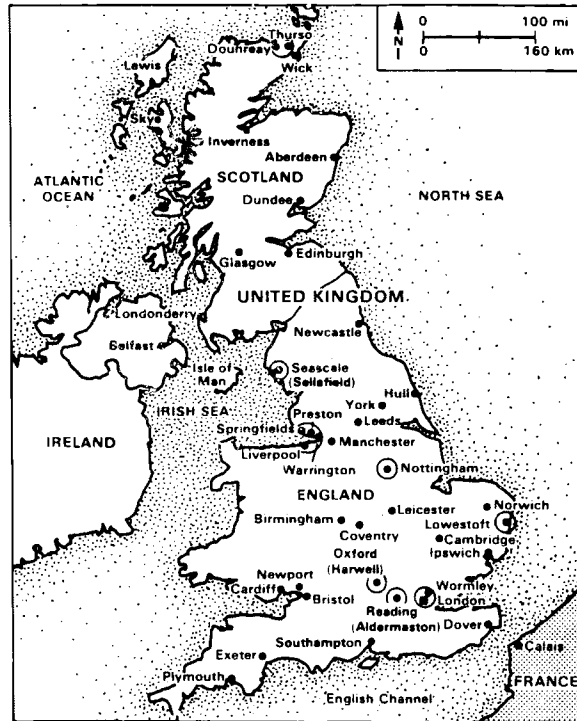 0 100 mi
N
0 160 km
Thurso
Dounreay
Wick
Lewis
Skye
Inverness
Aberdeen
SCOTLAND
ATLANTIC
OCEAN
NORTH SEA
Dundee
Glasgow
Edinburgh
UNITED KINGDOM
Londonderry
Newcastle
Belfast
Isle of
Man
Seascale
(Sellafield)
IRISH SEA
Hull
York
Preston
Leeds
Springfields
IRELAND
Manchester
Liverpool
Warrington
Nottingham
ENGLAND
Leicester
Norwich
Birmingham
Lowestoft
Coventry
Cambridge
Oxford
(Harwell)
Ipswich
Newport
Wormley
Cardiff
Bristol
London
Reading
(Aldermaston)
Dover
Southampton
Exeter
Calais
Plymouth
FRANCE
English Channel